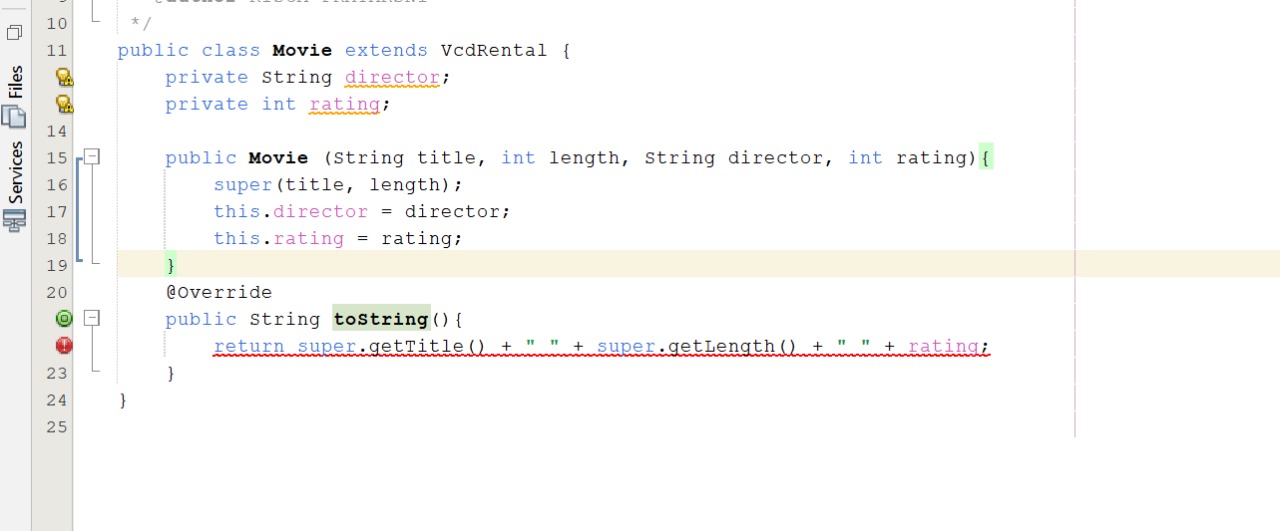 10 */
11 public class Movie extends VcdRental {
private String director;
private int rating;
14
15 public Movie (String title, int length, String director, int rating){
16 super(title, length);
17 this.director = director;
18 this.rating = rating;
19 }
20 @Override
public String toString(){
return super.getTitle() + " " + super.getLength() + " " + rating;
23 }
24 }
25
Files
Services